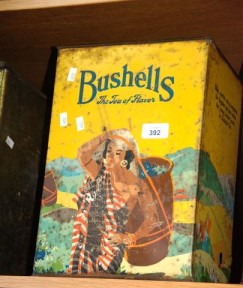 Bushells
The Tea of Flavor
392